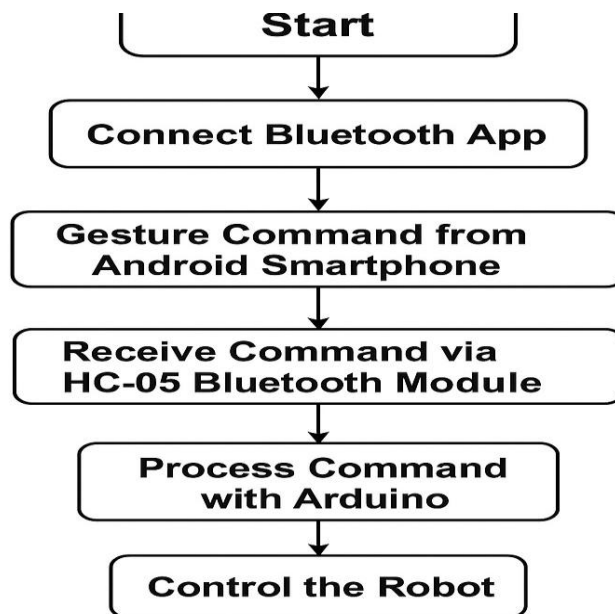 Start
Connect Bluetooth App
Gesture Command from
Android Smartphone
Receive Command via
HC-05 Bluetooth Module
Process Command
with Arduino
Control the Robot